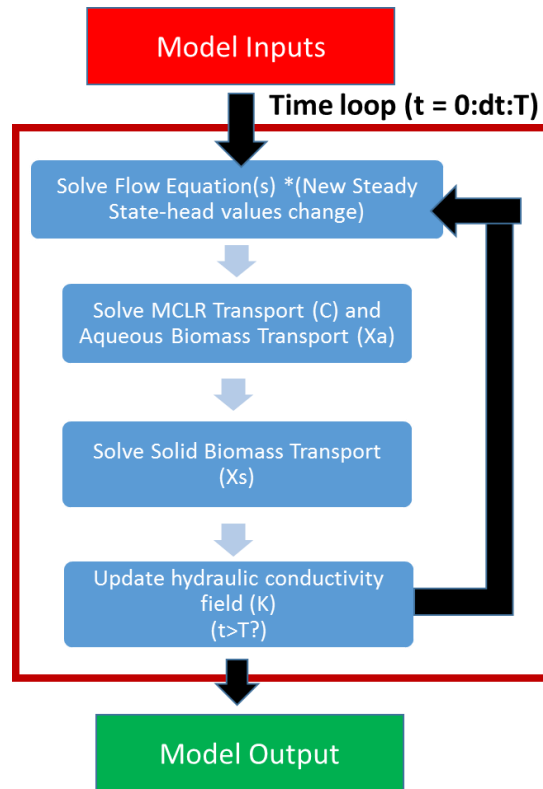 Model Inputs
Time loop (t = 0:dt:T)
Solve Flow Equation(s) *(New Steady
State-head values change)
Solve MCLR Transport (C) and
Aqueous Biomass Transport (Xa)
Solve Solid Biomass Transport
(Xs)
Update hydraulic conductivity
field (K)
(t>T?)
Model Output